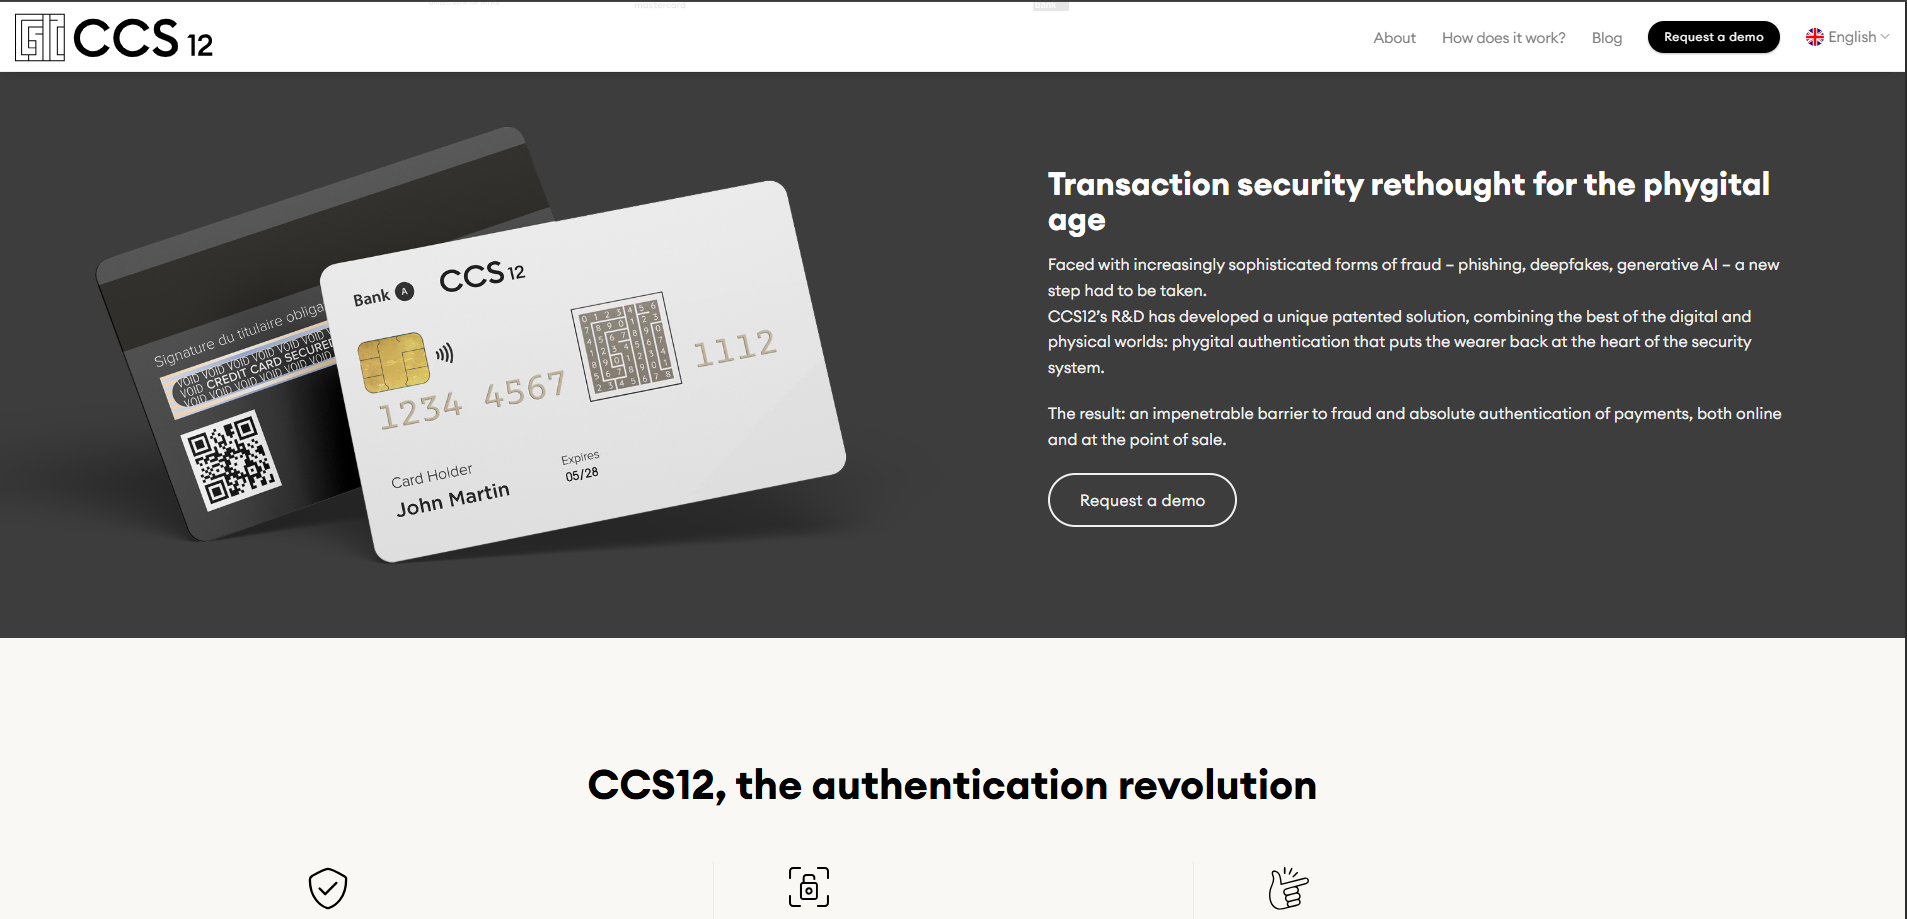 mastercard
bank
CCS 12
About
How does it work?
Blog
Request a demo
English
Signature du titulaire obliga
VOID VOID VOID VOID VOID VOID
VOID CREDIT CARD SECURED
VOID VOID VOID VOID VOID
Bank A
CCS 12
1234 4567
1112
Card Holder
John Martin
Expires
05/28
Transaction security rethought for the phygital
age
Faced with increasingly sophisticated forms of fraud – phishing, deepfakes, generative AI – a new
step had to be taken.
CCS12’s R&D has developed a unique patented solution, combining the best of the digital and
physical worlds: phygital authentication that puts the wearer back at the heart of the security
system.
The result: an impenetrable barrier to fraud and absolute authentication of payments, both online
and at the point of sale.
Request a demo
CCS12, the authentication revolution